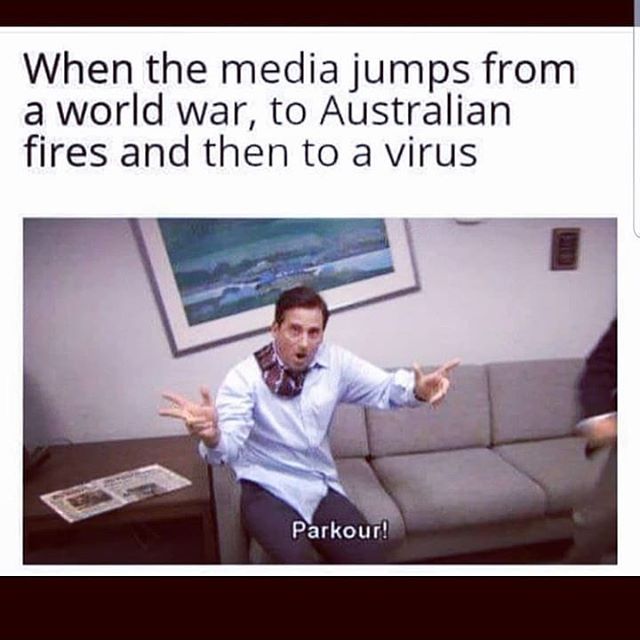 When the media jumps from
a world war, to Australian
fires and then to a virus
Parkour!